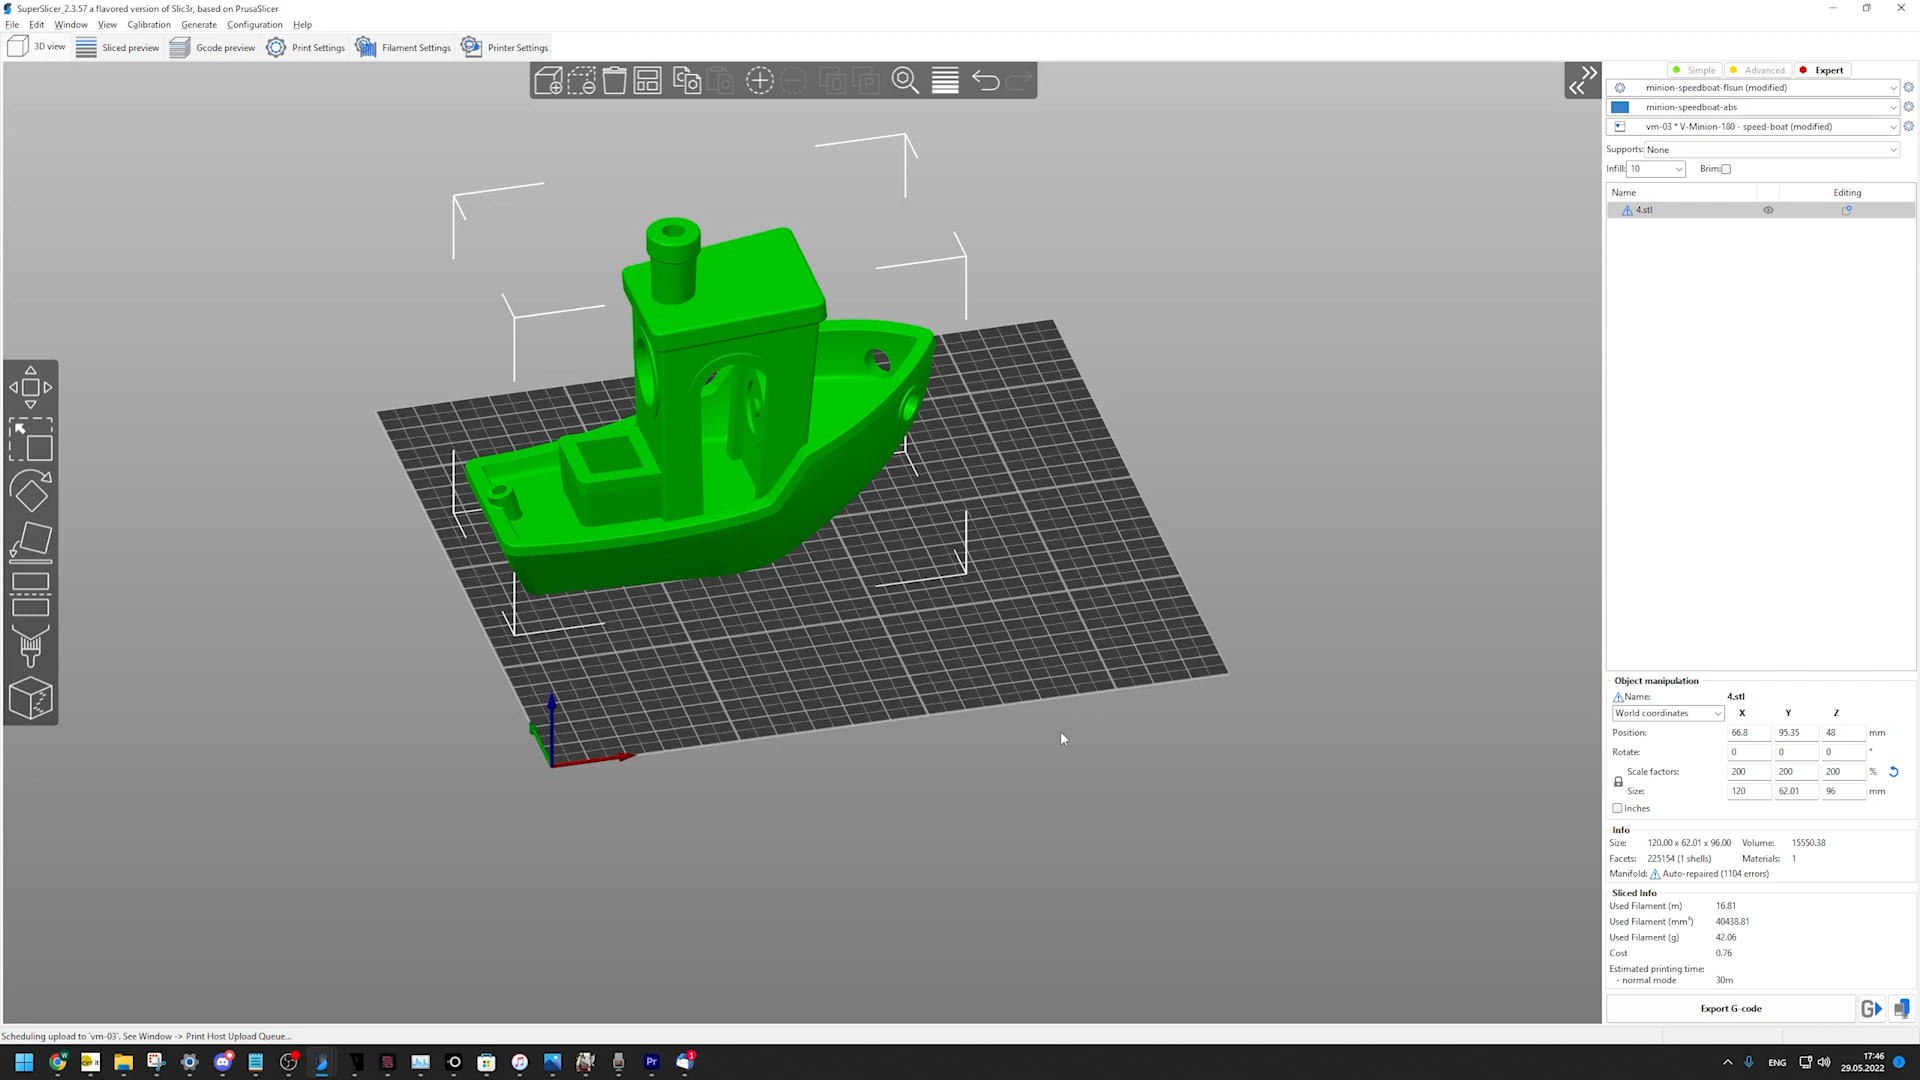 SuperSlicer_2.3.57 a flavored version of Slic3r, based on PrusaSlicer
File Edit Window View Calibration Generate Configuration Help
3D view Sliced preview Gcode preview Print Settings Filament Settings Printer Settings
Simple Advanced Expert
minion-speedboat-flsun (modified)
minion-speedboat-abs
vm-03 * V-Minion-180 - speed-boat (modified)
Supports: None
Infill: 10 Brim:
Name Editing
4.stl
Object manipulation
Name: 4.stl
World coordinates X Y Z
Position: 66.8 95.35 48 mm
Rotate: 0 0 0 °
Scale factors: 200 200 200 %
Size: 120 62.01 96 mm
Inches
Info
Size: 120.00 x 62.01 x 96.00 Volume: 15550.38
Facets: 225154 (1 shells) Materials: 1
Manifold: Auto-repaired (1104 errors)
Sliced Info
Used Filament (m) 16.81
Used Filament (mm³) 40438.81
Used Filament (g) 42.06
Cost 0.76
Estimated printing time:
- normal mode 30m
Export G-code
Scheduling upload to `vm-03`. See Window -> Print Host Upload Queue...
Pr 1 ENG 17:46
29.05.2022 3